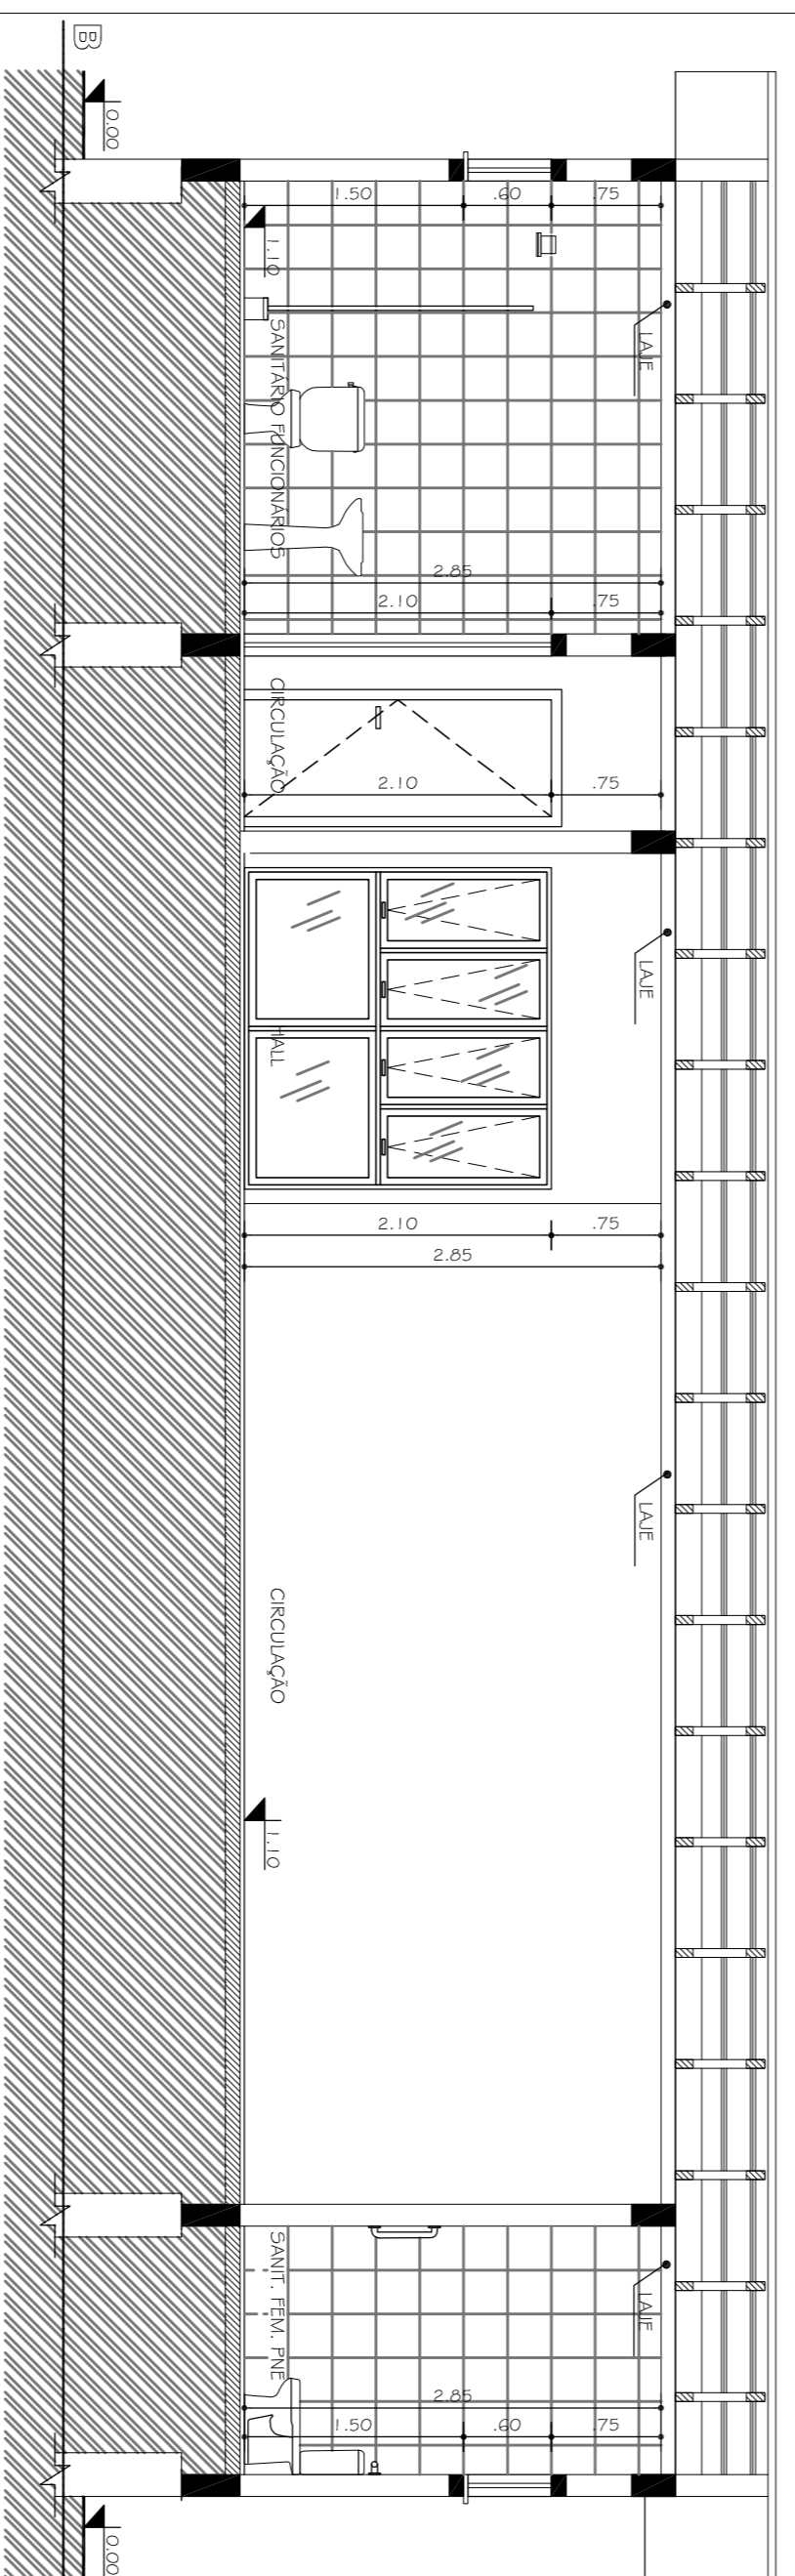 B
0.00
1.50
.60
.75
1.10
LAJE
SANITÁRIO FUNCIONÁRIOS
2.85
2.10
.75
CIRCULAÇÃO
2.10
.75
LAJE
HALL
2.10
.75
2.85
LAJE
CIRCULAÇÃO
1.10
SANIT. FEM. PNE
LAJE
2.85
1.50
.60
.75
0.00